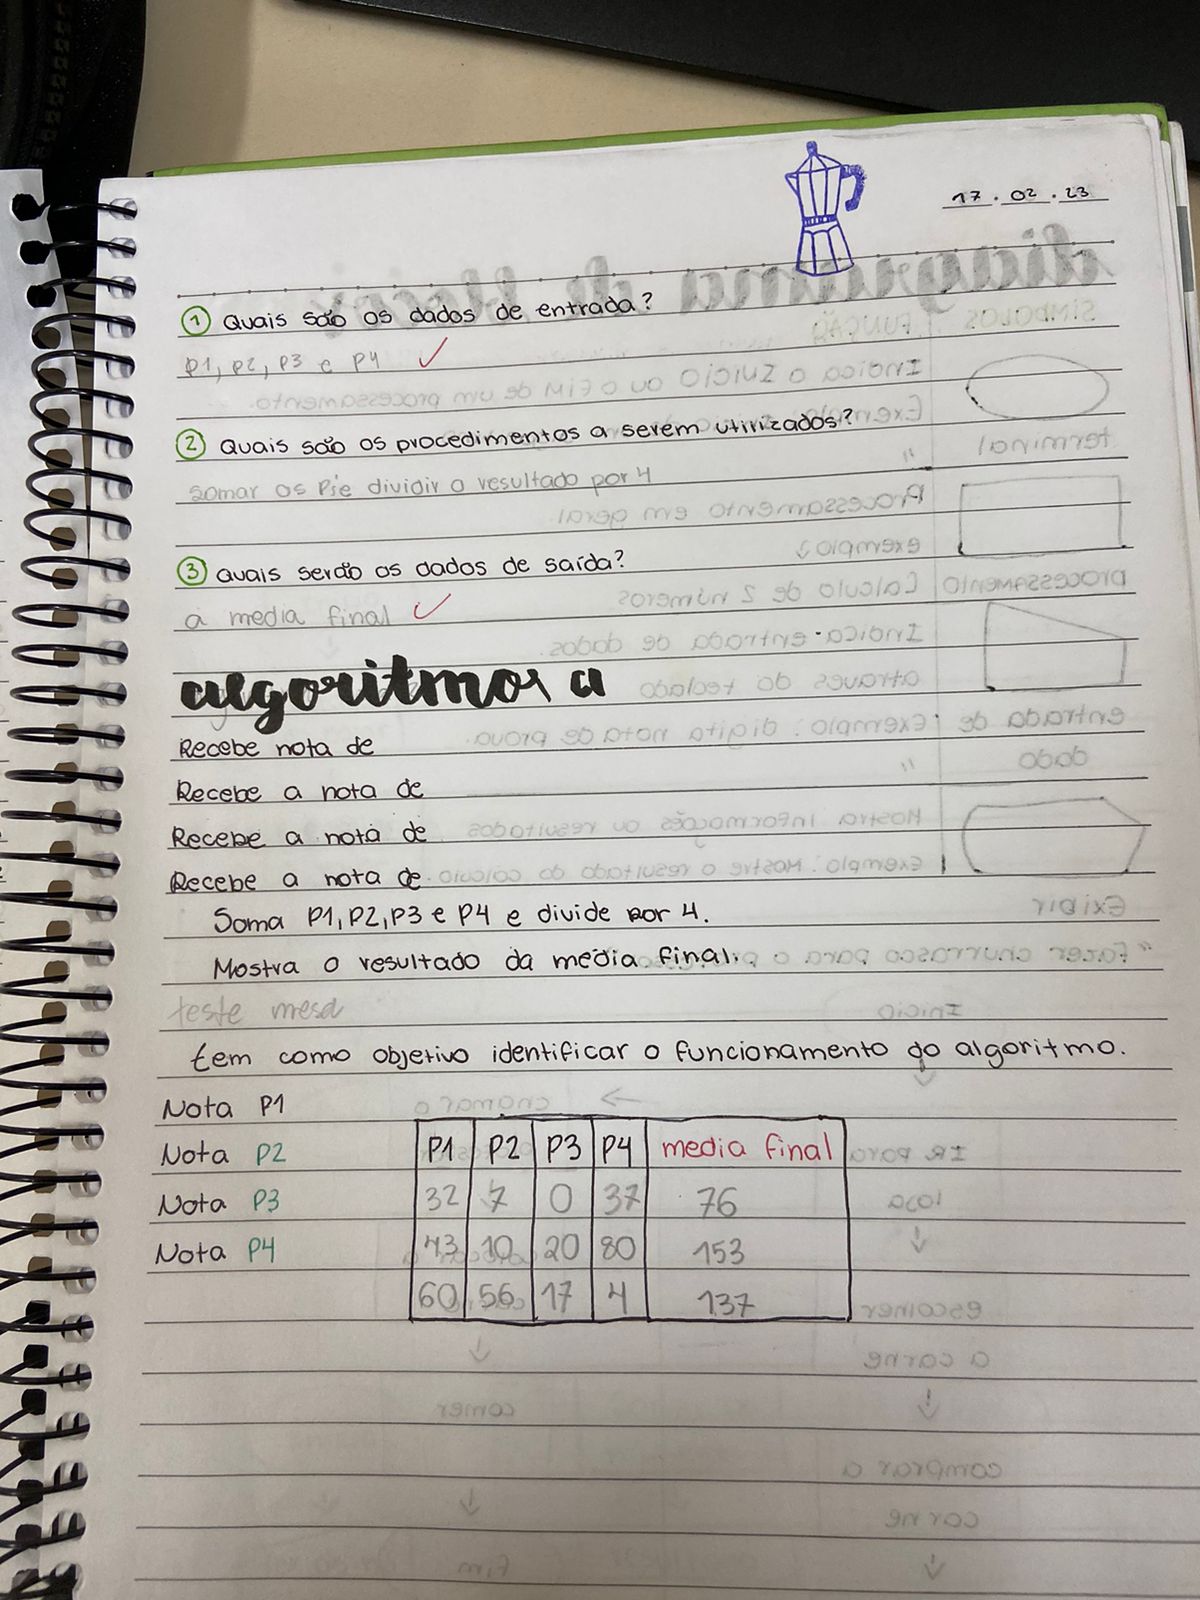 17.02.23
1 Quais são os dados de entrada?
P1, P2, P3 e P4
2 Quais são os procedimentos a serem utirizados?
somar os P's e dividir o resultado por 4
3 Quais serão os dados de saída?
a media final
algoritmos a
Recebe nota de
Recebe a nota de
Recebe a nota de
Recebe a nota de
Soma P1, P2, P3 e P4 e divide por 4.
Mostra o resultado da media final.
teste mesa
tem como objetivo identificar o funcionamento do algoritmo.
Nota P1
Nota P2
Nota P3
Nota P4
P1 P2 P3 P4 media final
32 7 0 37 76
43 10 20 80 153
60 56 17 4 137